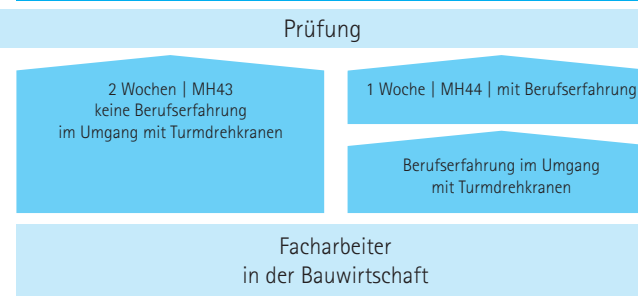 Prüfung
2 Wochen | MH43
keine Berufserfahrung
im Umgang mit Turmdrehkranen
1 Woche | MH44 | mit Berufserfahrung
Berufserfahrung im Umgang
mit Turmdrehkranen
Facharbeiter
in der Bauwirtschaft